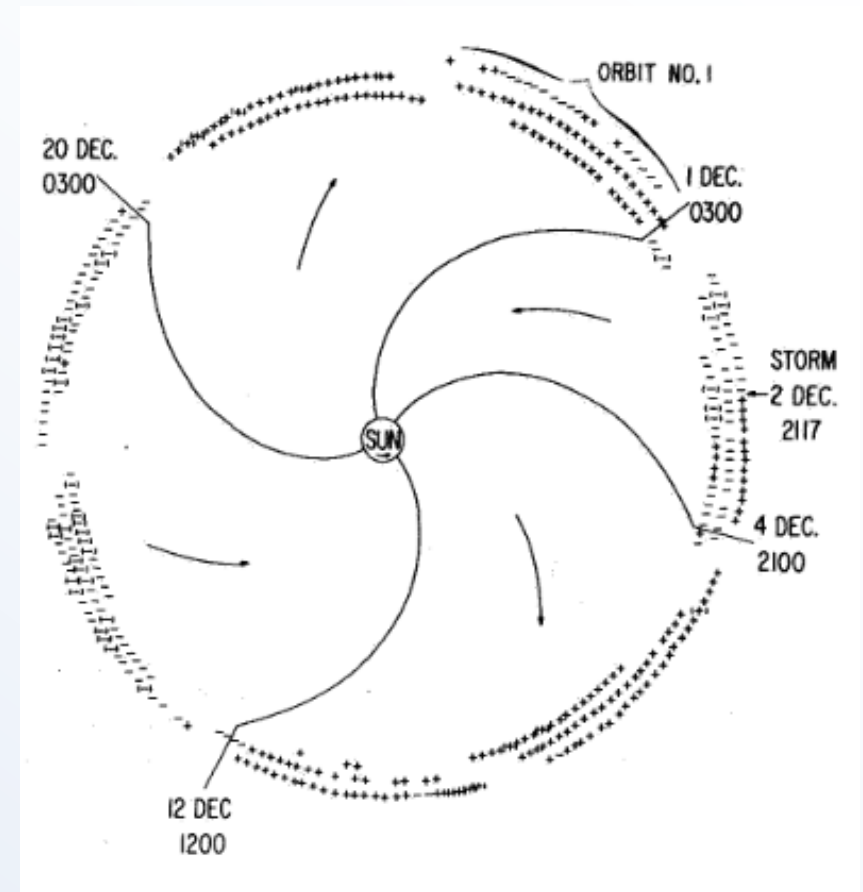 ORBIT NO. 1
20 DEC.
0300
1 DEC.
0300
STORM
2 DEC.
2117
SUN
4 DEC.
2100
12 DEC
1200